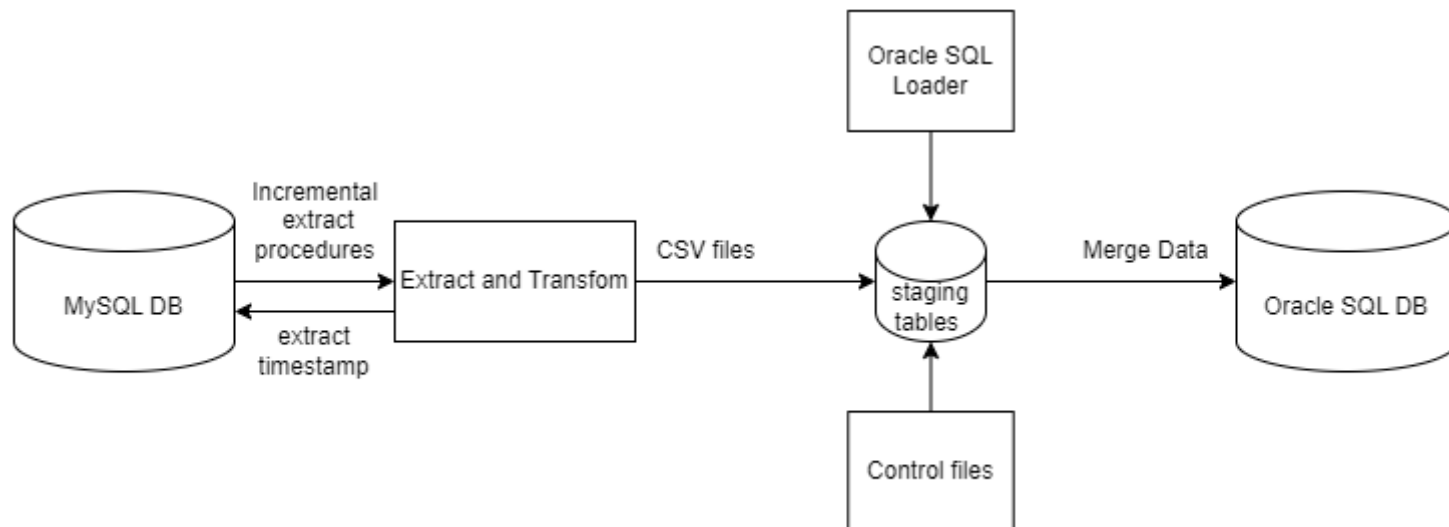 Oracle SQL
Loader
Incremental
extract
procedures
CSV files
Merge Data
MySQL DB
Extract and Transfom
staging
tables
Oracle SQL DB
extract
timestamp
Control files